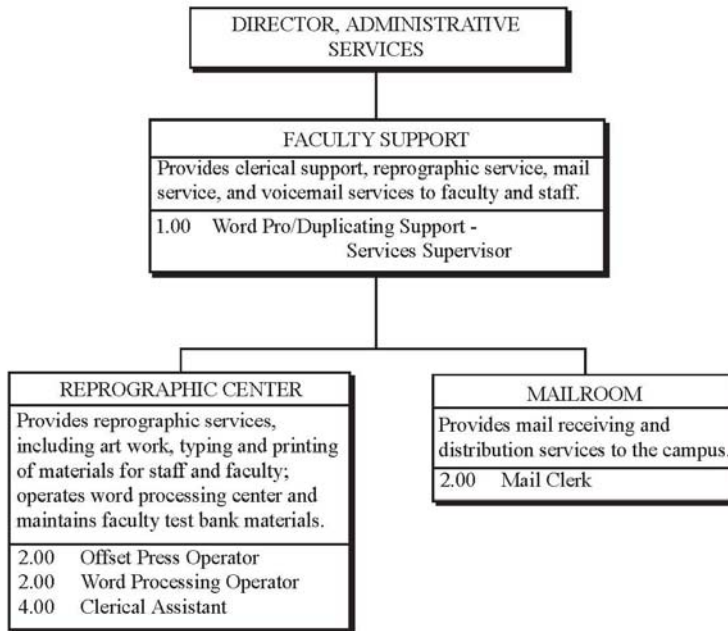 DIRECTOR, ADMINISTRATIVE
SERVICES
FACULTY SUPPORT
Provides clerical support, reprographic service, mail
service, and voicemail services to faculty and staff.
1.00 Word Pro/Duplicating Support -
Services Supervisor
REPROGRAPHIC CENTER
Provides reprographic services,
including art work, typing and printing
of materials for staff and faculty;
operates word processing center and
maintains faculty test bank materials.
2.00 Offset Press Operator
2.00 Word Processing Operator
4.00 Clerical Assistant
MAILROOM
Provides mail receiving and
distribution services to the campus.
2.00 Mail Clerk